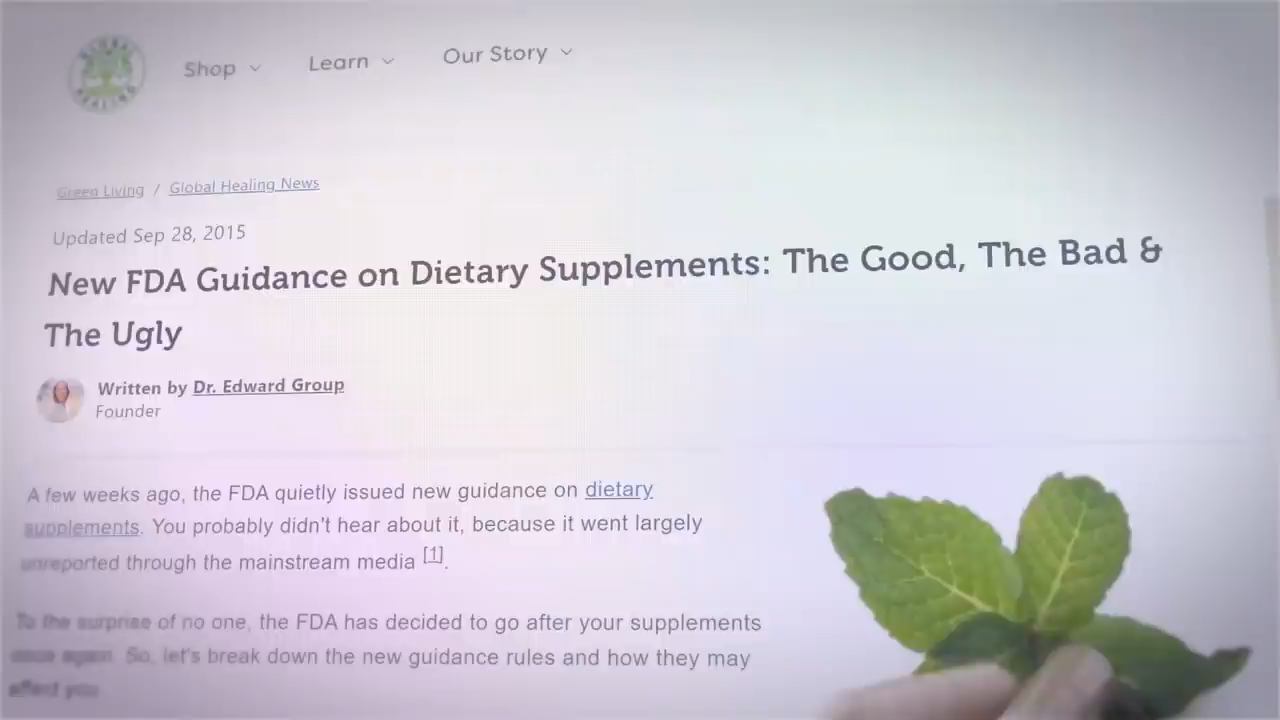 GLOBAL HEALING
Shop Learn Our Story
Green Living / Global Healing News
Updated Sep 28, 2015
New FDA Guidance on Dietary Supplements: The Good, The Bad &
The Ugly
Written by Dr. Edward Group
Founder
A few weeks ago, the FDA quietly issued new guidance on dietary
supplements. You probably didn't hear about it, because it went largely
unreported through the mainstream media [1].
To the surprise of no one, the FDA has decided to go after your supplements
once again. So, let's break down the new guidance rules and how they may
affect you.